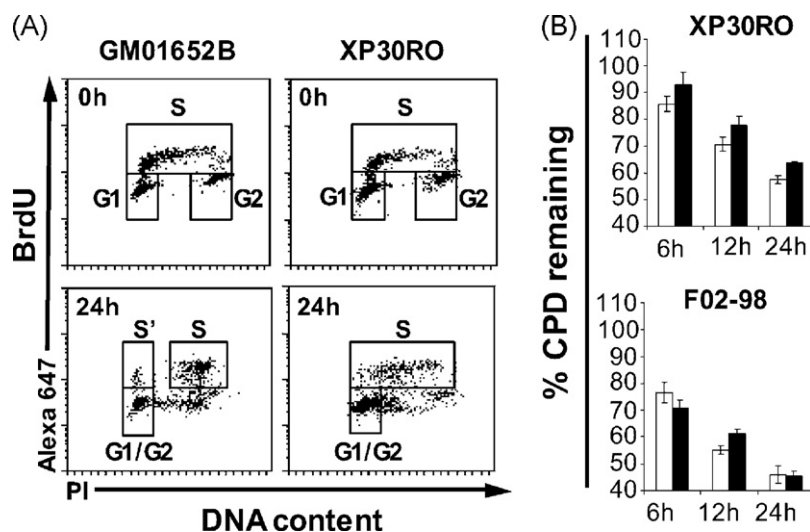 (A)
GM01652B
XP30RO
0h
S
G1
G2
0h
S
G1
G2
24h
S'
S
G1/G2
24h
S
G1/G2
BrdU
Alexa 647
PI
DNA content
(B)
XP30RO
% CPD remaining
110
100
90
80
70
60
50
40
6h
12h
24h
F02-98
110
100
90
80
70
60
50
40
6h
12h
24h